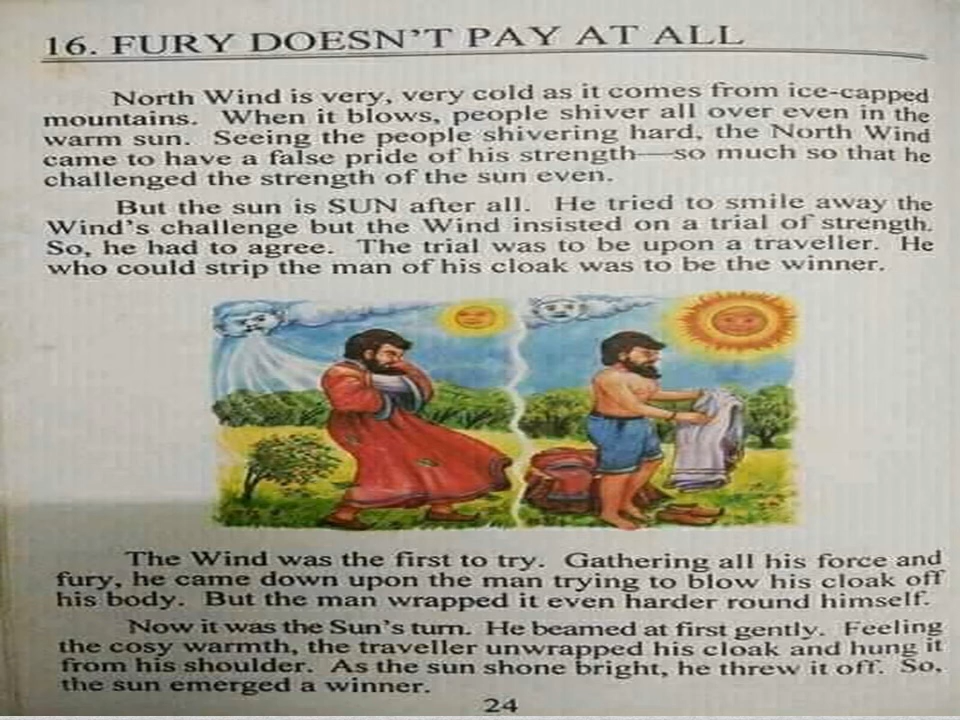 16. FURY DOESN'T PAY AT ALL
North Wind is very, very cold as it comes from ice-capped
mountains. When it blows, people shiver all over even in the
warm sun. Seeing the people shivering hard, the North Wind
came to have a false pride of his strength—so much so that he
challenged the strength of the sun even.
But the sun is SUN after all. He tried to smile away the
Wind's challenge but the Wind insisted on a trial of strength.
So, he had to agree. The trial was to be upon a traveller. He
who could strip the man of his cloak was to be the winner.
The Wind was the first to try. Gathering all his force and
fury, he came down upon the man trying to blow his cloak off
his body. But the man wrapped it even harder round himself.
Now it was the Sun's turn. He beamed at first gently. Feeling
the cosy warmth, the traveller unwrapped his cloak and hung it
from his shoulder. As the sun shone bright, he threw it off. So,
the sun emerged a winner.
24